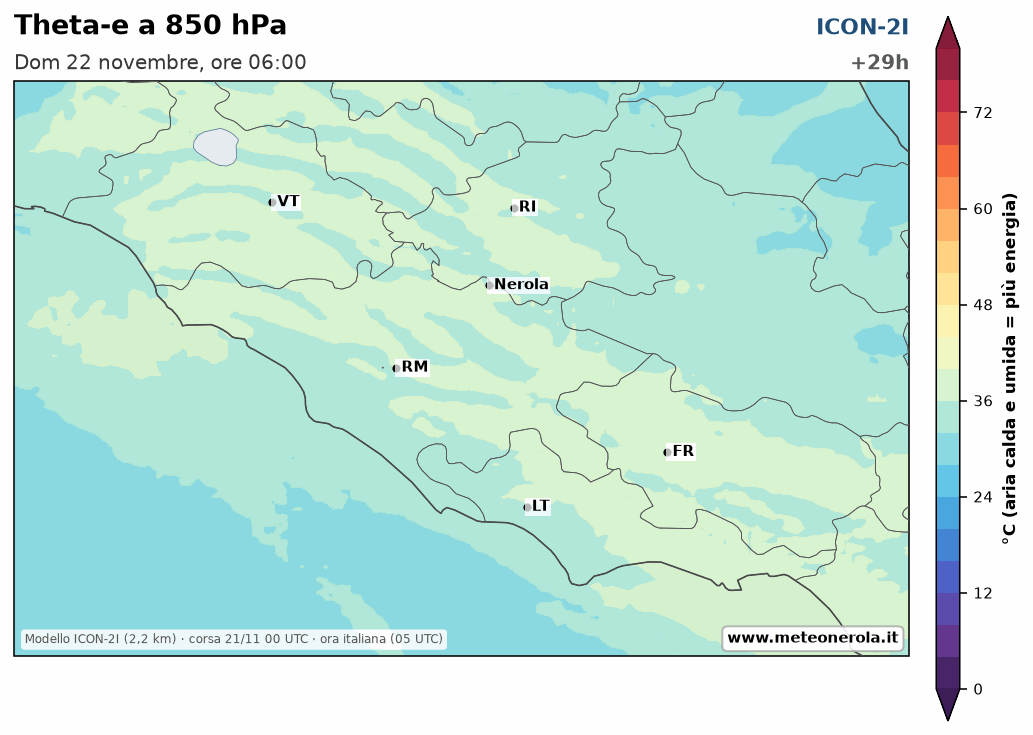 Theta-e a 850 hPa
ICON-2I
Dom 22 novembre, ore 06:00
+29h
VT
RI
Nerola
RM
FR
LT
Modello ICON-2I (2,2 km) · corsa 21/11 00 UTC · ora italiana (05 UTC)
www.meteonerola.it
72
60
48
36
24
12
0
°C (aria calda e umida = più energia)